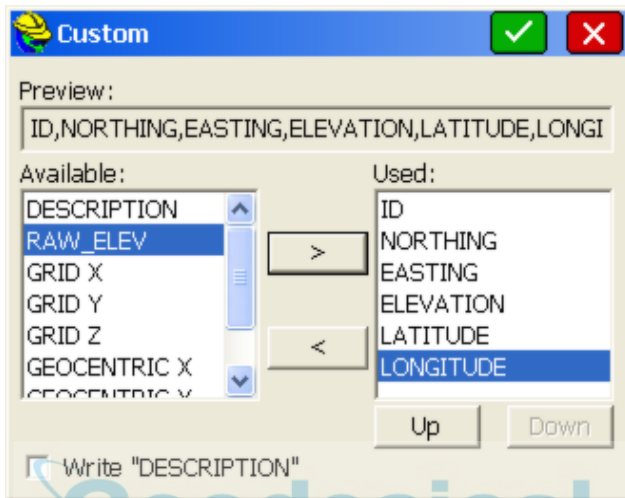 Custom
Preview:
ID,NORTHING,EASTING,ELEVATION,LATITUDE,LONGI
Available:
Used:
DESCRIPTION
RAW_ELEV
GRID X
GRID Y
GRID Z
GEOCENTRIC X
GEOCENTRIC Y
>
<
ID
NORTHING
EASTING
ELEVATION
LATITUDE
LONGITUDE
Up
Down
Write "DESCRIPTION"